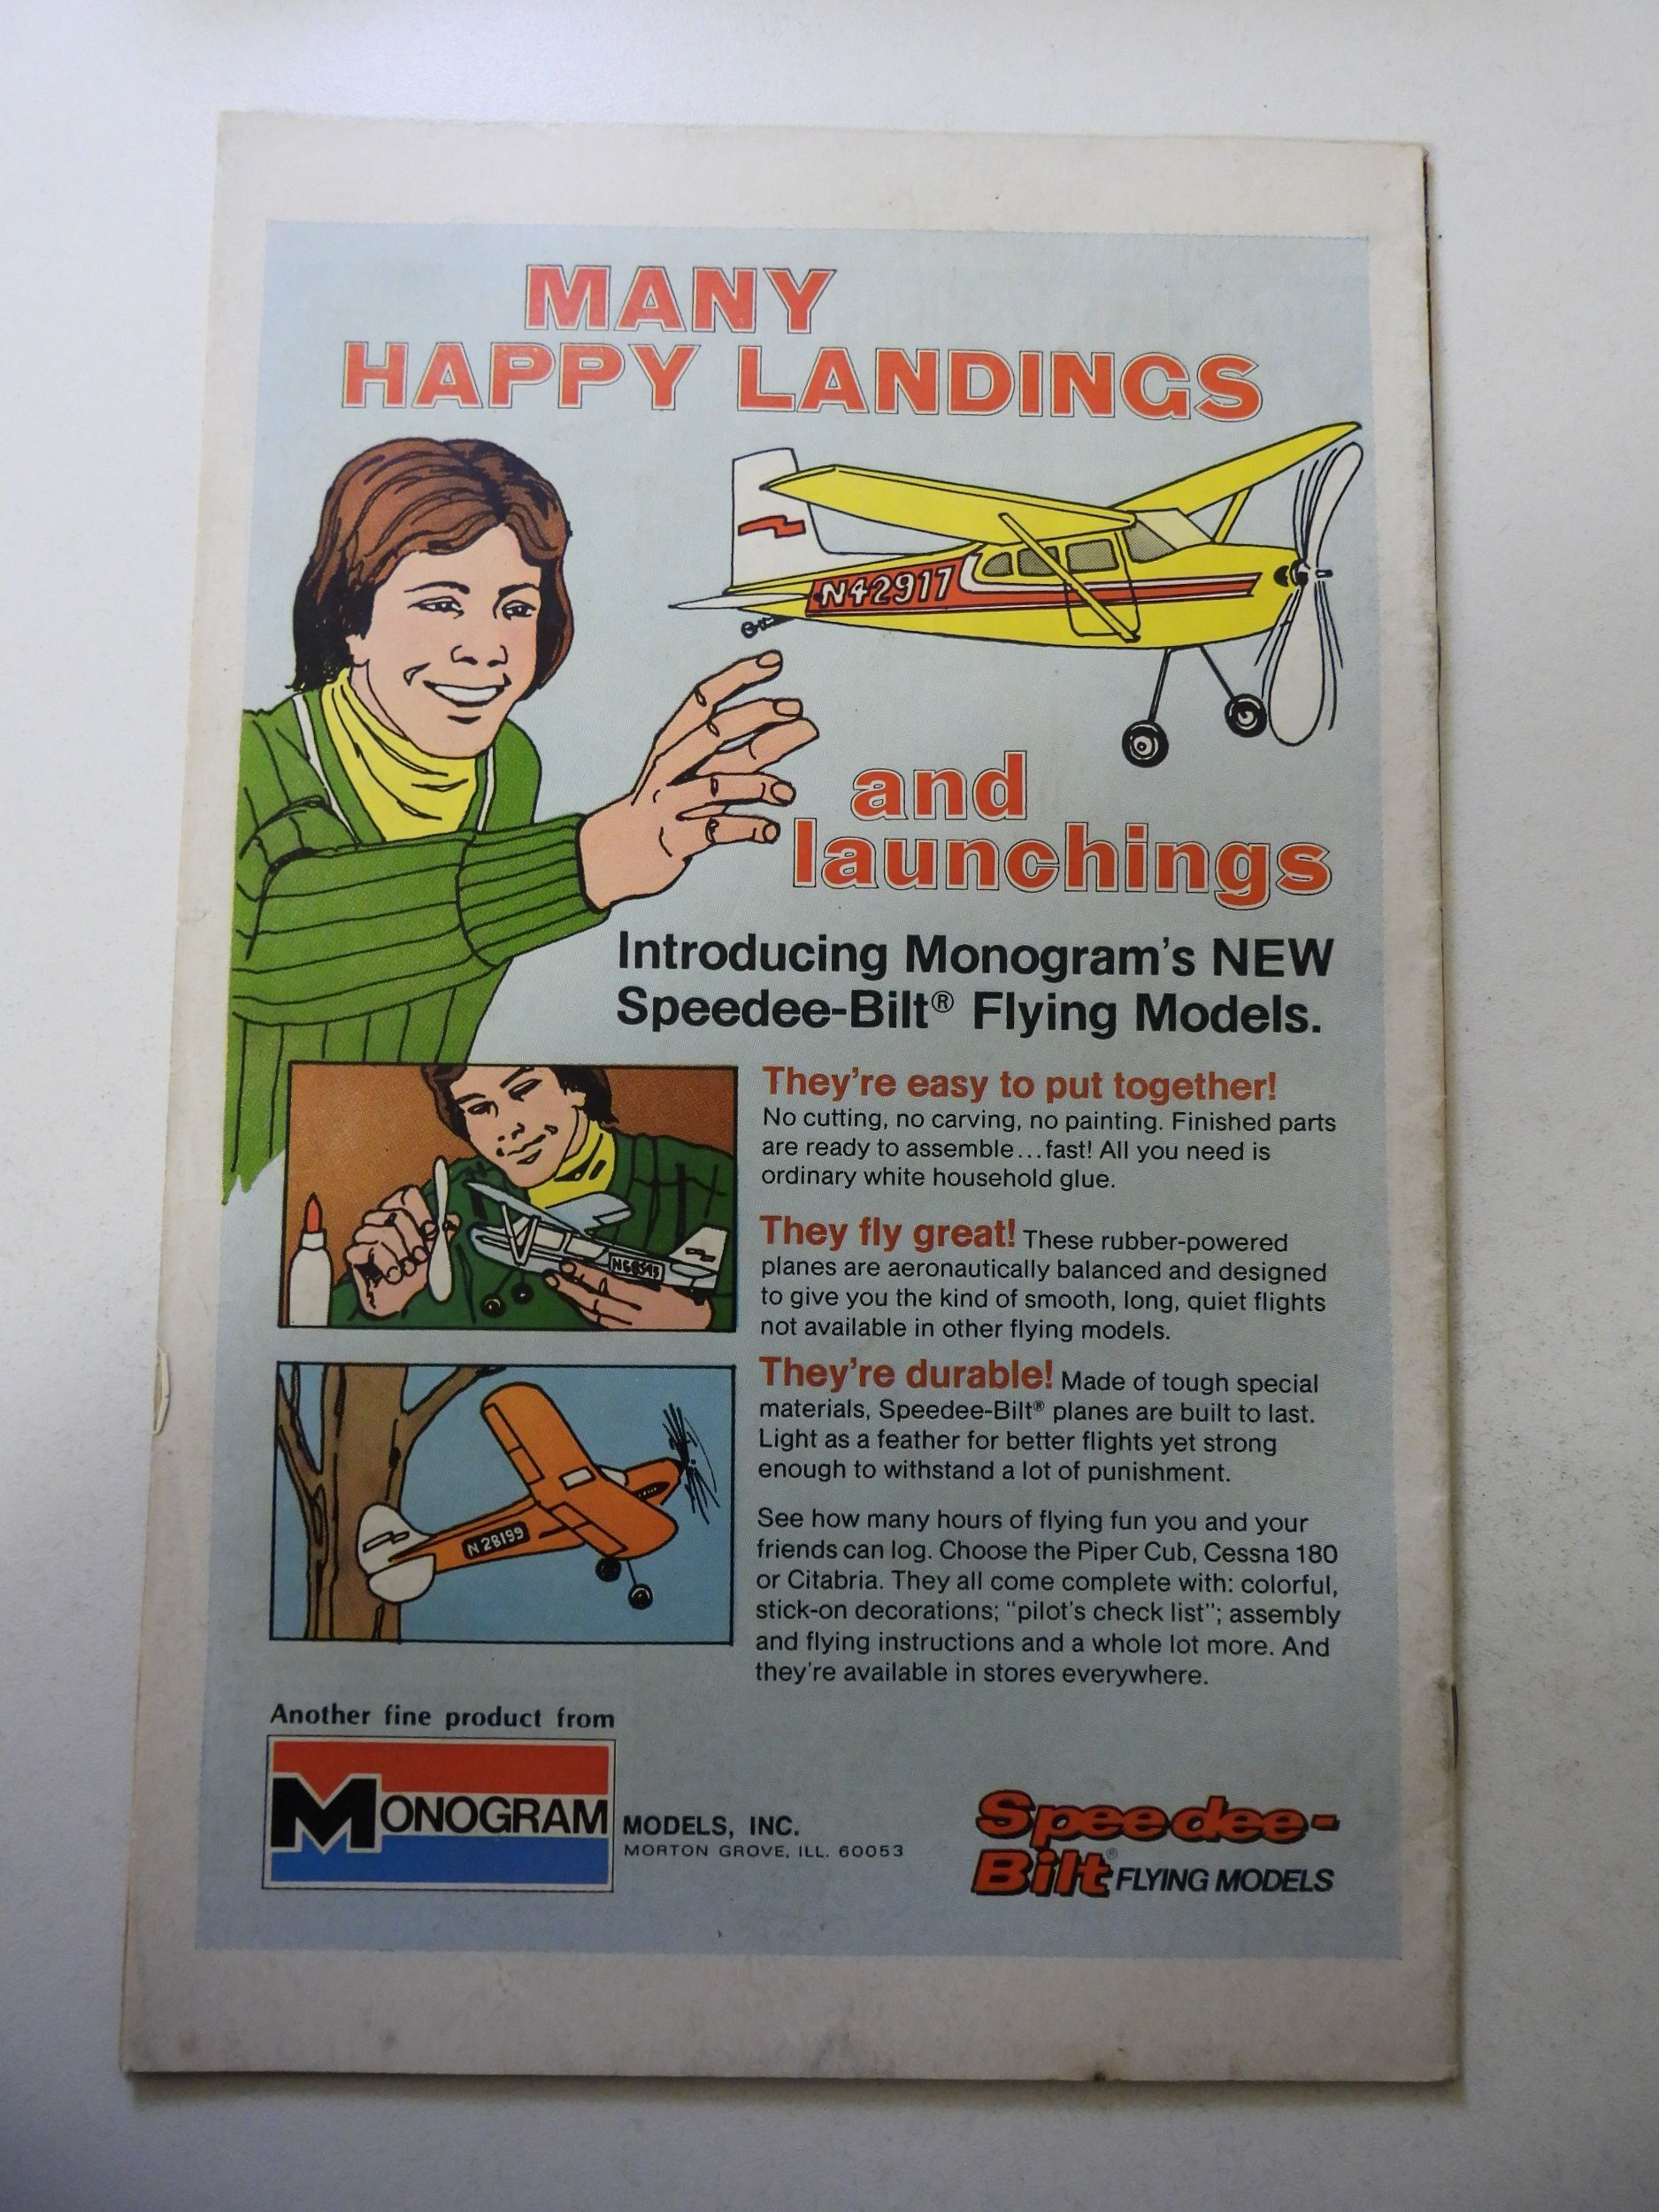 MANY
HAPPY LANDINGS
N42917
and
launchings
Introducing Monogram's NEW
Speedee-Bilt® Flying Models.
They're easy to put together!
No cutting, no carving, no painting. Finished parts
are ready to assemble...fast! All you need is
ordinary white household glue.
They fly great! These rubber-powered
planes are aeronautically balanced and designed
to give you the kind of smooth, long, quiet flights
not available in other flying models.
They're durable! Made of tough special
materials, Speedee-Bilt® planes are built to last.
Light as a feather for better flights yet strong
enough to withstand a lot of punishment.
N 28199
See how many hours of flying fun you and your
friends can log. Choose the Piper Cub, Cessna 180
or Citabria. They all come complete with: colorful,
stick-on decorations; "pilot's check list"; assembly
and flying instructions and a whole lot more. And
they're available in stores everywhere.
Another fine product from
MONOGRAM
MODELS, INC.
MORTON GROVE, ILL. 60053
Speedee-
Bilt® FLYING MODELS